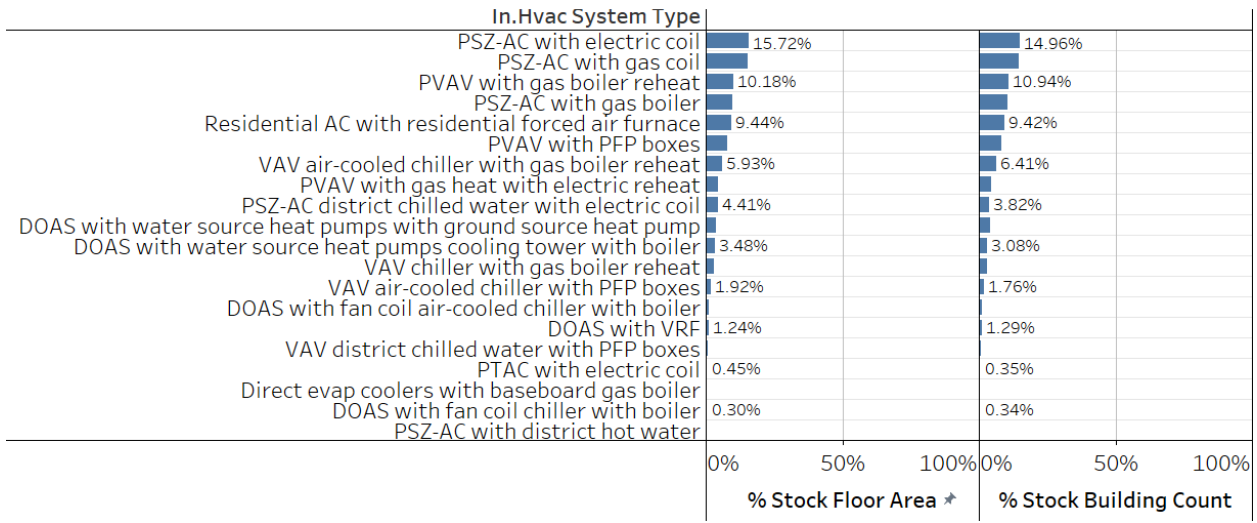 In.Hvac System Type
PSZ-AC with electric coil 15.72% 14.96%
PSZ-AC with gas coil
PVAV with gas boiler reheat 10.18% 10.94%
PSZ-AC with gas boiler
Residential AC with residential forced air furnace 9.44% 9.42%
PVAV with PFP boxes
VAV air-cooled chiller with gas boiler reheat 5.93% 6.41%
PVAV with gas heat with electric reheat
PSZ-AC district chilled water with electric coil 4.41% 3.82%
DOAS with water source heat pumps with ground source heat pump
DOAS with water source heat pumps cooling tower with boiler 3.48% 3.08%
VAV chiller with gas boiler reheat
VAV air-cooled chiller with PFP boxes 1.92% 1.76%
DOAS with fan coil air-cooled chiller with boiler
DOAS with VRF 1.24% 1.29%
VAV district chilled water with PFP boxes
PTAC with electric coil 0.45% 0.35%
Direct evap coolers with baseboard gas boiler
DOAS with fan coil chiller with boiler 0.30% 0.34%
PSZ-AC with district hot water
0% 50% 100% 0% 50% 100%
% Stock Floor Area % Stock Building Count